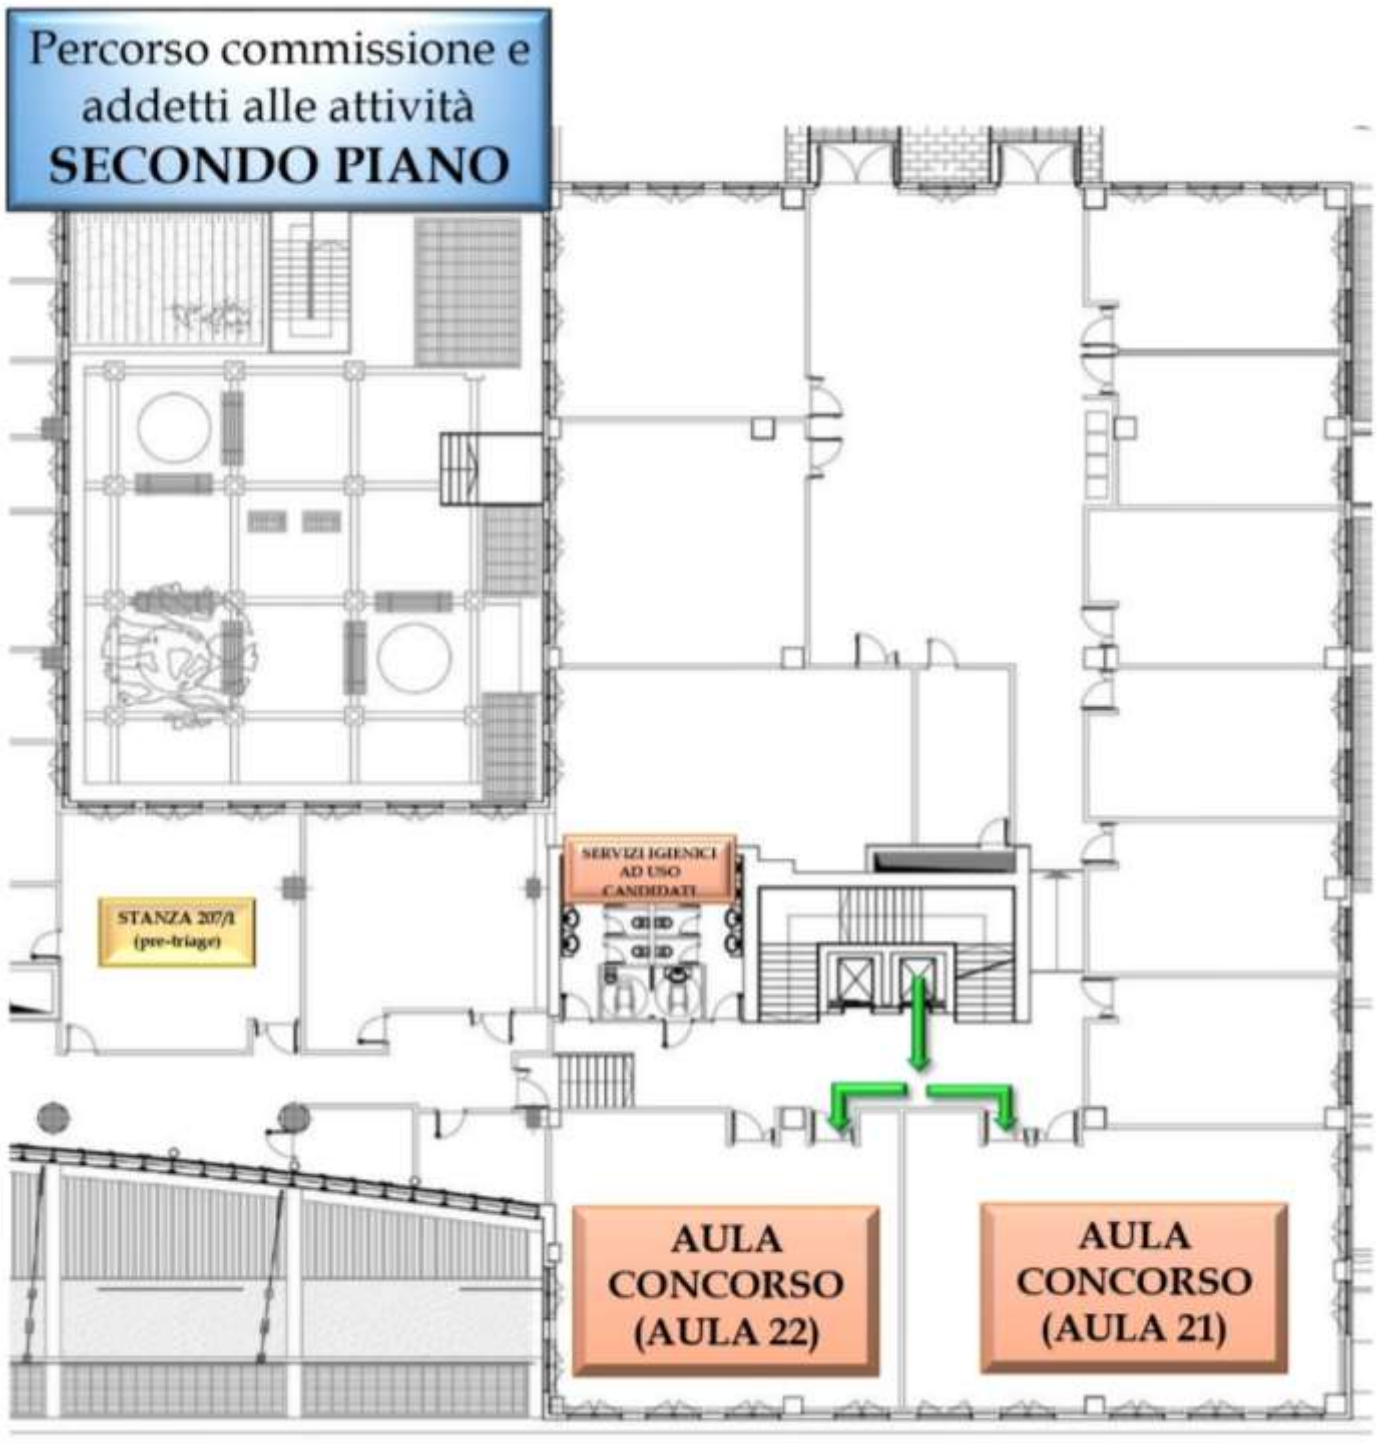 Percorso commissione e
addetti alle attività
SECONDO PIANO
SERVIZI IGIENICI
AD USO
CANDIDATI
STANZA 207/1
(pre-triage)
AULA
CONCORSO
(AULA 22)
AULA
CONCORSO
(AULA 21)